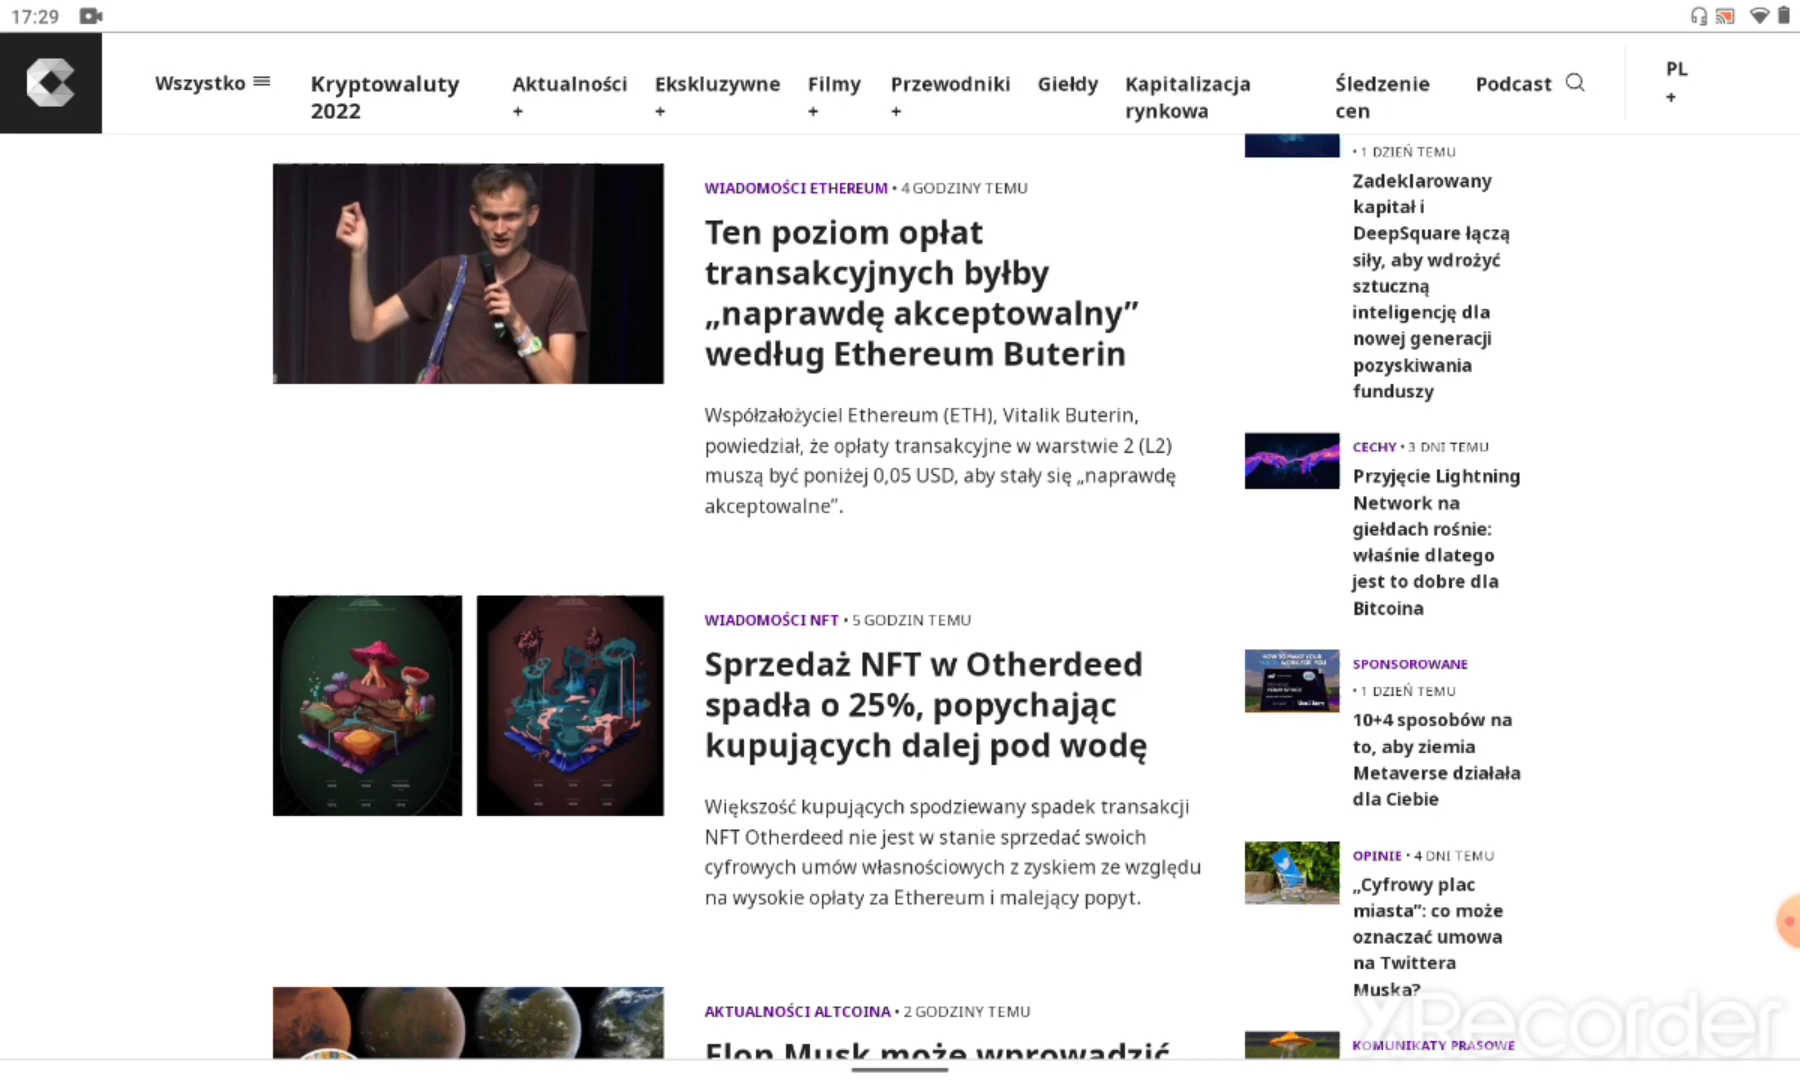 17:29
Wszystko
Kryptowaluty
2022
Aktualności
+
Ekskluzywne
+
Filmy
+
Przewodniki
+
Giełdy
Kapitalizacja
rynkowa
Śledzenie
cen
Podcast
PL
+
WIADOMOŚCI ETHEREUM • 4 GODZINY TEMU
Ten poziom opłat
transakcyjnych byłby
„naprawdę akceptowalny”
według Ethereum Buterin
Współzałożyciel Ethereum (ETH), Vitalik Buterin,
powiedział, że opłaty transakcyjne w warstwie 2 (L2)
muszą być poniżej 0,05 USD, aby stały się „naprawdę
akceptowalne”.
WIADOMOŚCI NFT • 5 GODZIN TEMU
Sprzedaż NFT w Otherdeed
spadła o 25%, popychając
kupujących dalej pod wodę
Większość kupujących spodziewany spadek transakcji
NFT Otherdeed nie jest w stanie sprzedać swoich
cyfrowych umów własnościowych z zyskiem ze względu
na wysokie opłaty za Ethereum i malejący popyt.
AKTUALNOŚCI ALTCOINA • 2 GODZINY TEMU
Elon Musk może wprowadzić
• 1 DZIEŃ TEMU
Zadeklarowany
kapitał i
DeepSquare łączą
siły, aby wdrożyć
sztuczną
inteligencję dla
nowej generacji
pozyskiwania
funduszy
CECHY • 3 DNI TEMU
Przyjęcie Lightning
Network na
giełdach rośnie:
właśnie dlatego
jest to dobre dla
Bitcoina
SPONSOROWANE
• 1 DZIEŃ TEMU
10+4 sposobów na
to, aby ziemia
Metaverse działała
dla Ciebie
OPINIE • 4 DNI TEMU
„Cyfrowy plac
miasta”: co może
oznaczać umowa
na Twittera
Muska?
KOMUNIKATY PRASOWE
XRecorder